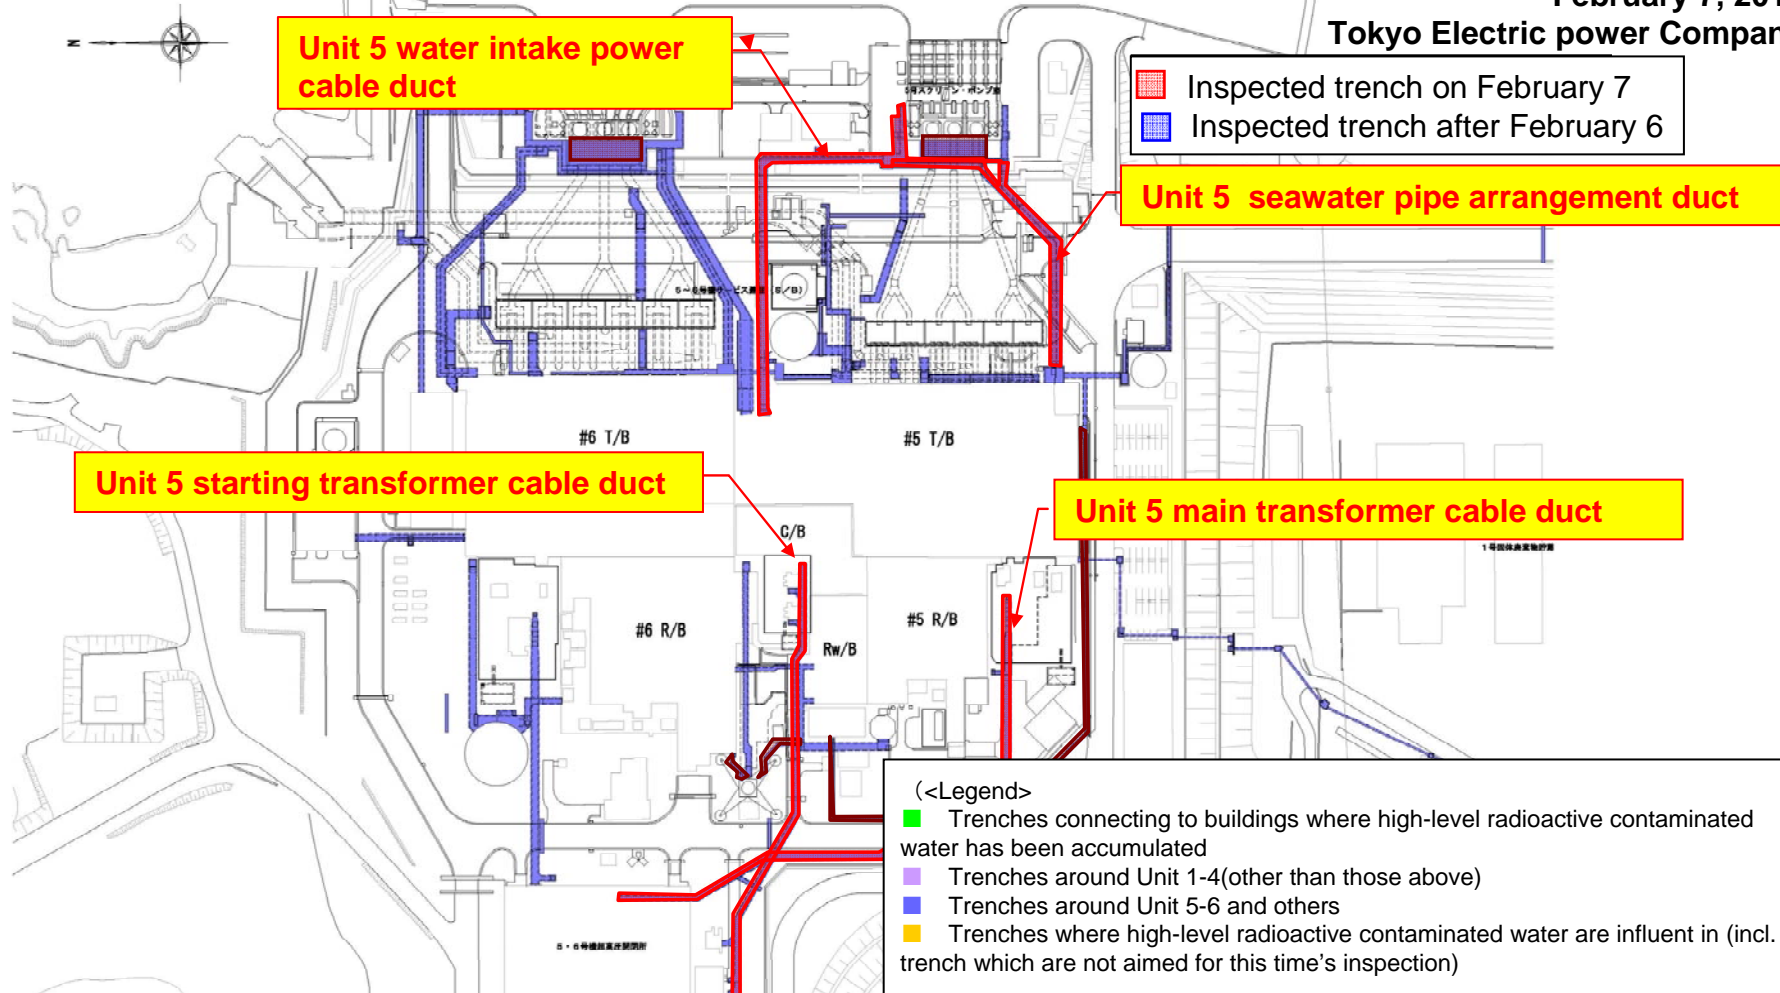 February 7, 201
Tokyo Electric power Compan
N
Unit 5 water intake power
cable duct
Inspected trench on February 7
Inspected trench after February 6
Unit 5 seawater pipe arrangement duct
#6 T/B
#5 T/B
Unit 5 starting transformer cable duct
Unit 5 main transformer cable duct
C/B
#6 R/B
#5 R/B
Rw/B
(<Legend>
Trenches connecting to buildings where high-level radioactive contaminated
water has been accumulated
Trenches around Unit 1-4(other than those above)
Trenches around Unit 5-6 and others
Trenches where high-level radioactive contaminated water are influent in (incl.
trench which are not aimed for this time's inspection)